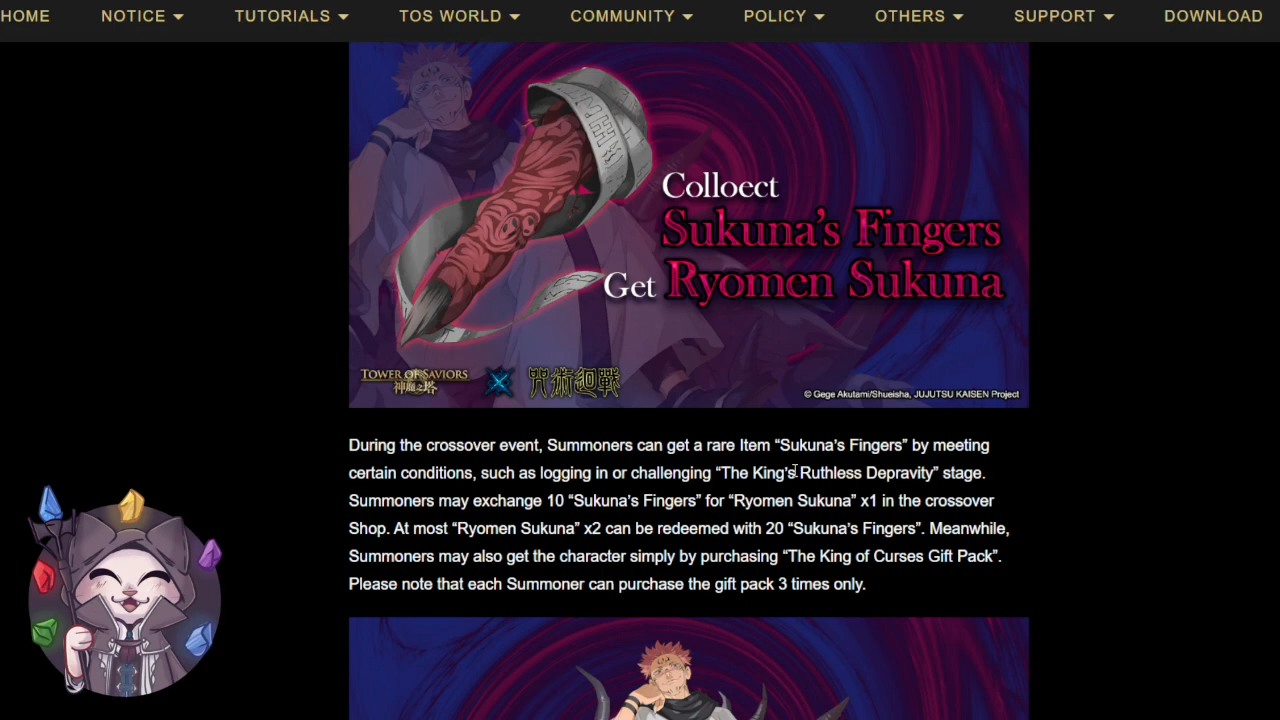 HOME NOTICE TUTORIALS TOS WORLD COMMUNITY POLICY OTHERS SUPPORT DOWNLOAD
Colloect
Sukuna's Fingers
Get Ryomen Sukuna
TOWER OF SAVIORS
神魔之塔
咒術迴戰
© Gege Akutami/Shueisha, JUJUTSU KAISEN Project
During the crossover event, Summoners can get a rare Item “Sukuna’s Fingers” by meeting
certain conditions, such as logging in or challenging “The King’s Ruthless Depravity” stage.
Summoners may exchange 10 “Sukuna’s Fingers” for “Ryomen Sukuna” x1 in the crossover
Shop. At most “Ryomen Sukuna” x2 can be redeemed with 20 “Sukuna’s Fingers”. Meanwhile,
Summoners may also get the character simply by purchasing “The King of Curses Gift Pack”.
Please note that each Summoner can purchase the gift pack 3 times only.